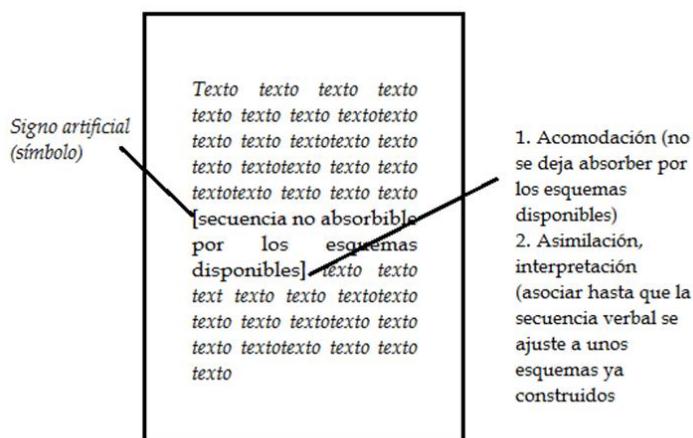 Signo artificial
(símbolo)
Texto texto texto texto
texto texto texto textotexto
texto texto textotexto texto
texto textotexto texto texto
textotexto texto texto texto
[secuencia no absorbible
por los esquemas
disponibles] texto texto
text texto texto textotexto
texto texto textotexto texto
texto textotexto texto texto
texto
1. Acomodación (no
se deja absorber por
los esquemas
disponibles)
2. Asimilación,
interpretación
(asociar hasta que la
secuencia verbal se
ajuste a unos
esquemas ya
construidos